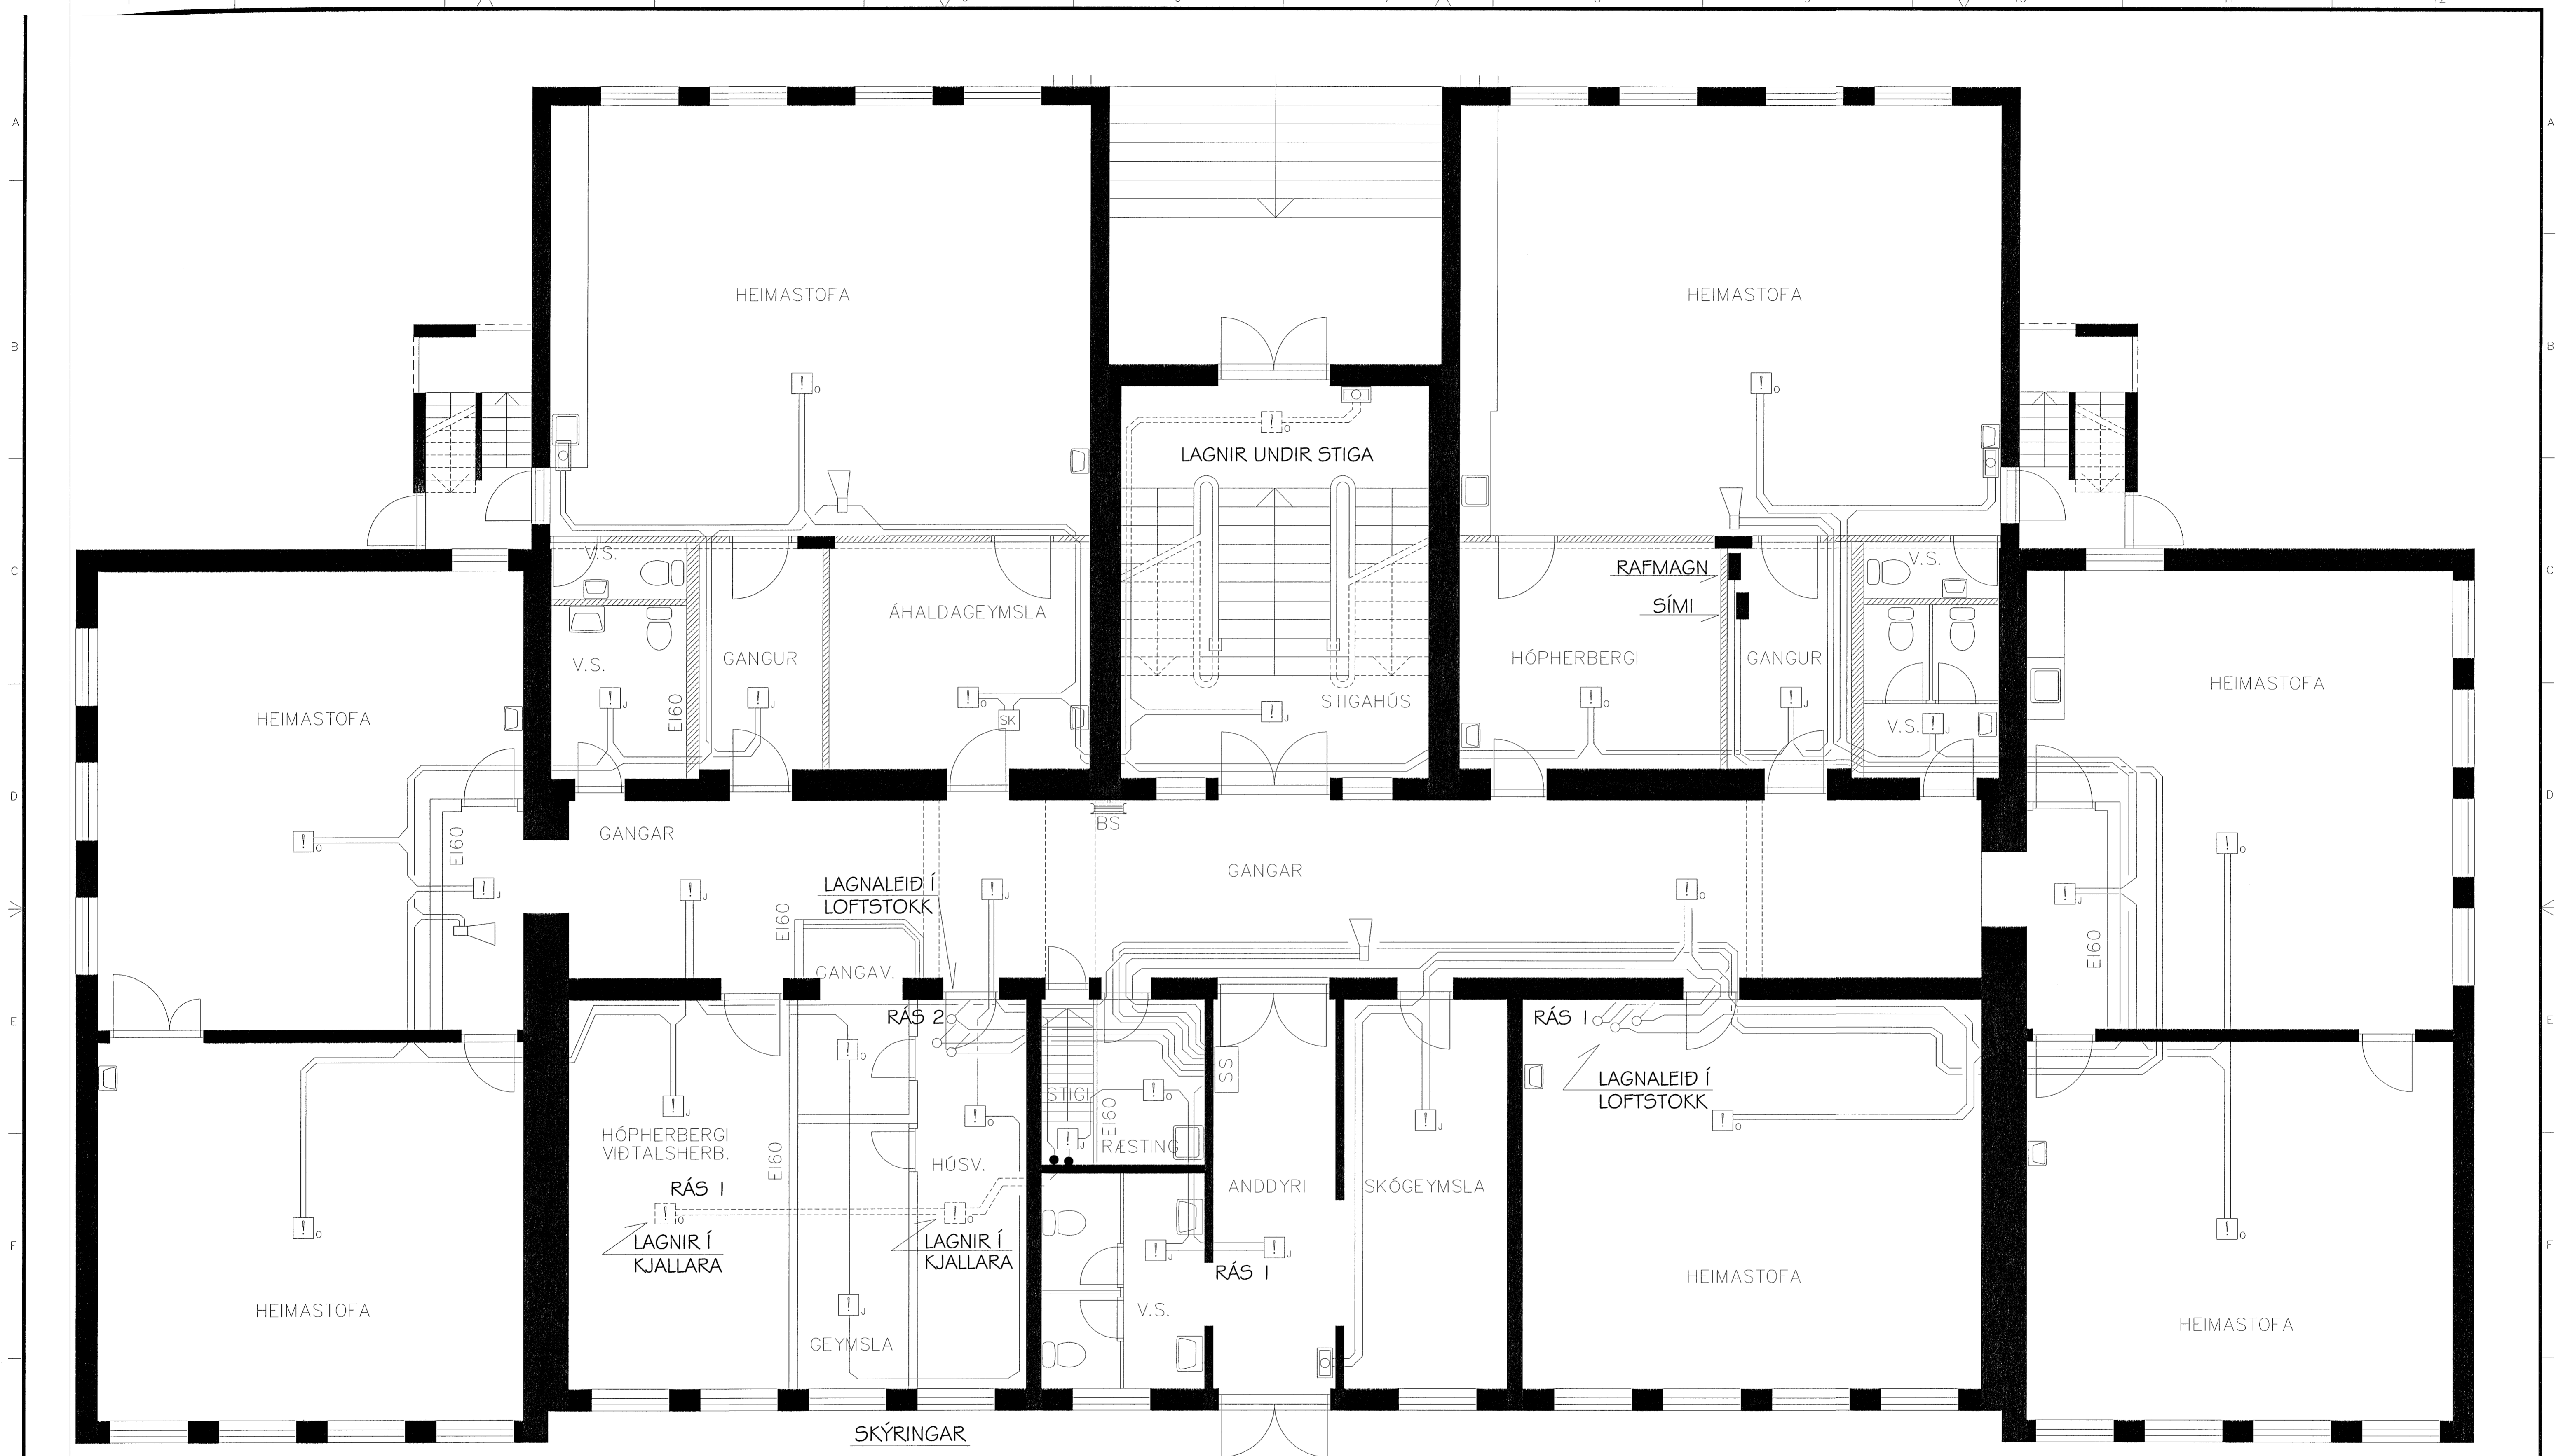 A
A
HEIMASTOFA
HEIMASTOFA
B
B
O
O
O
LAGNIR UNDIR STIGA
V.S.
V.S.
C
C
RAFMAGN
SÍMI
ÁHALDAGEYMSLA
V.S.
GANGUR
HÓPHERBERGI
GANGUR
HEIMASTOFA
HEIMASTOFA
EI60
J
J
O
SK
J
STIGAHÚS
O
J
V.S.
J
D
D
BS
GANGAR
EI60
O
O
GANGAR
LAGNALEIÐ Í
LOFTSTOKK
J
J
J
O
J
EI60
EI60
GANGAV.
E
E
RÁS 2
RÁS 1
O
SS
LAGNALEIÐ Í
LOFTSTOKK
STIGI
O
EI60
J
O
J
O
HÓPHERBERGI
VIÐTALSHERB.
J
RÆSTING
EI60
HÚSV.
ANDDYRI
SKÓGEYMSLA
RÁS 1
O
O
O
O
F
F
LAGNIR Í
KJALLARA
LAGNIR Í
KJALLARA
J
J
RÁS 1
HEIMASTOFA
HEIMASTOFA
V.S.
J
HEIMASTOFA
GEYMSLA
SKÝRINGAR